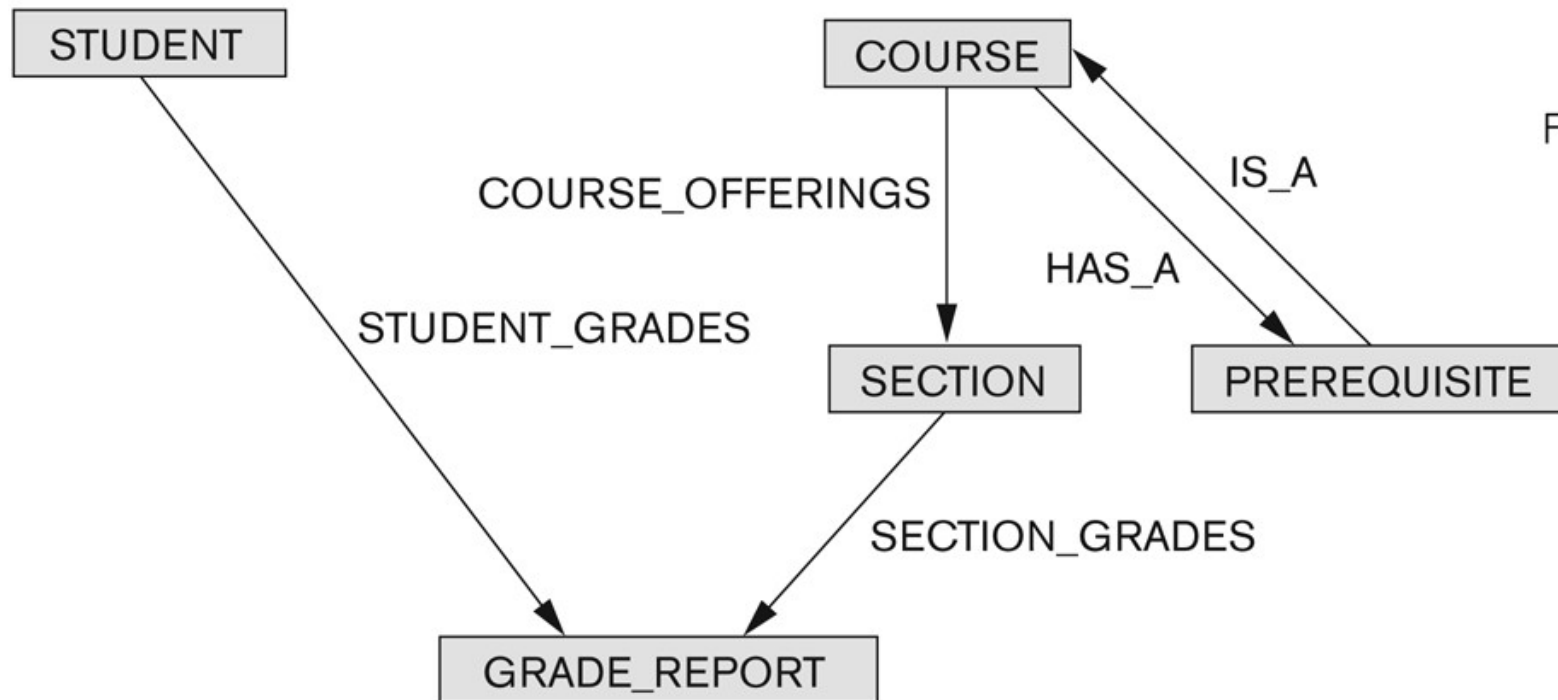 STUDENT
COURSE
F
IS_A
COURSE_OFFERINGS
HAS_A
STUDENT_GRADES
SECTION
PREREQUISITE
SECTION_GRADES
GRADE_REPORT